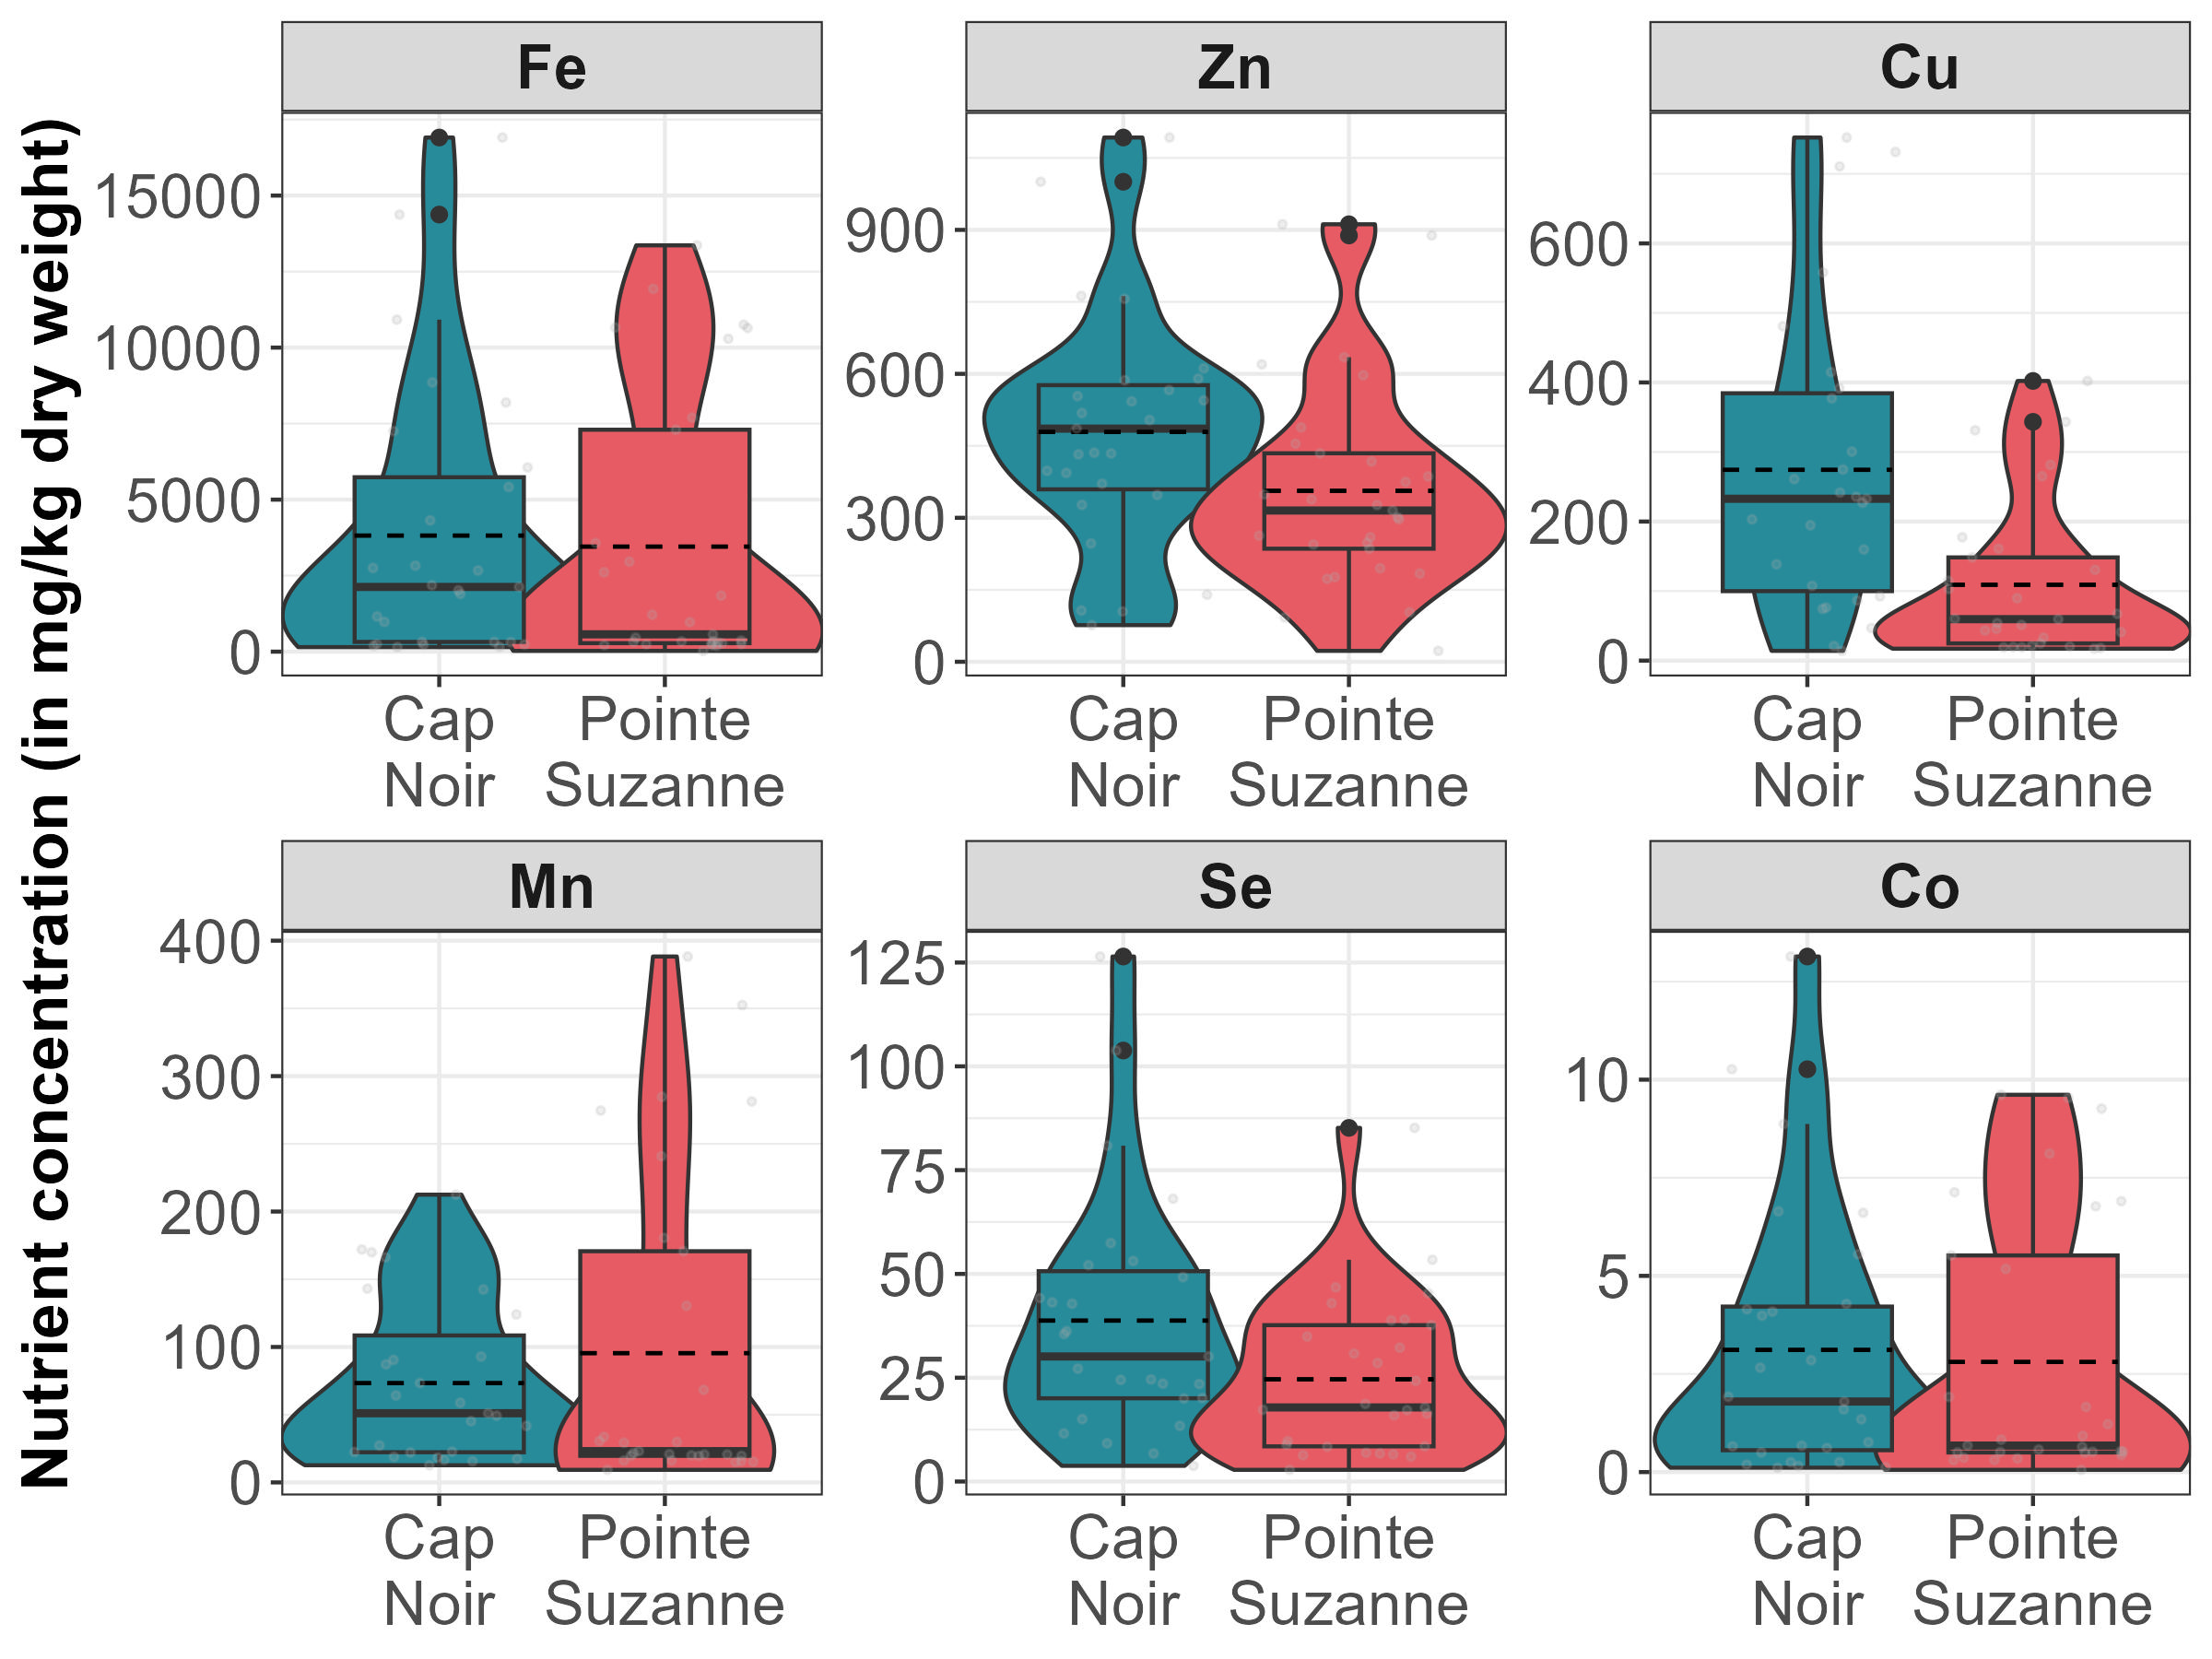 Nutrient concentration (in mg/kg dry weight)
Fe
15000
10000
5000
0
Cap
Noir
Pointe
Suzanne
Zn
900
600
300
0
Cap
Noir
Pointe
Suzanne
Cu
600
400
200
0
Cap
Noir
Pointe
Suzanne
Mn
400
300
200
100
0
Cap
Noir
Pointe
Suzanne
Se
125
100
75
50
25
0
Cap
Noir
Pointe
Suzanne
Co
10
5
0
Cap
Noir
Pointe
Suzanne